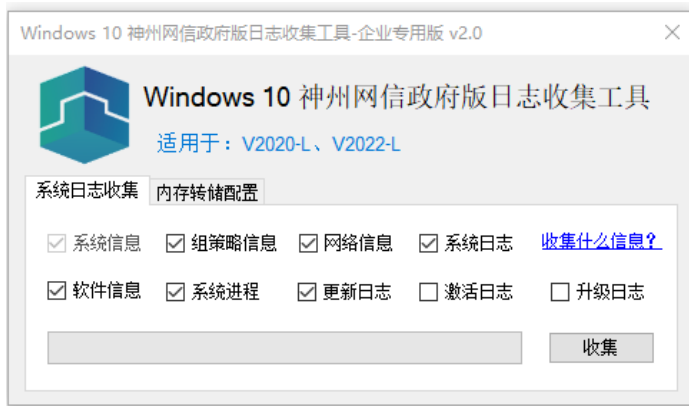 Windows 10 神州网信政府版日志收集工具-企业专用版 v2.0
Windows 10 神州网信政府版日志收集工具
适用于：V2020-L、V2022-L
系统日志收集 内存转储配置
系统信息 组策略信息 网络信息 系统日志 收集什么信息？
软件信息 系统进程 更新日志 激活日志 升级日志
收集